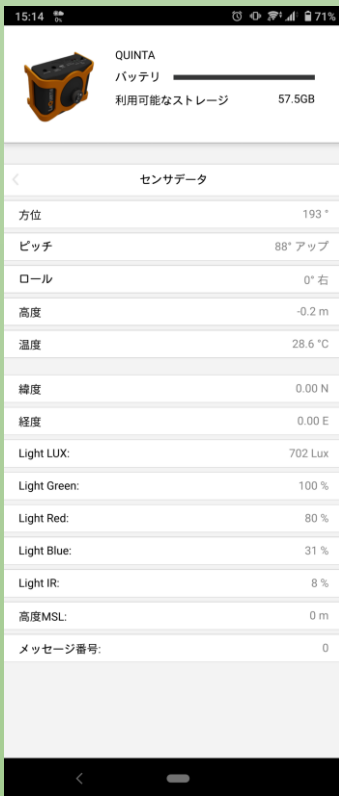 15:14
0%
71%
QUINTA
バッテリ
利用可能なストレージ 57.5GB
センサデータ
方位 193 °
ピッチ 88° アップ
ロール 0° 右
高度 -0.2 m
温度 28.6 °C
緯度 0.00 N
経度 0.00 E
Light LUX: 702 Lux
Light Green: 100 %
Light Red: 80 %
Light Blue: 31 %
Light IR: 8 %
高度MSL: 0 m
メッセージ番号: 0